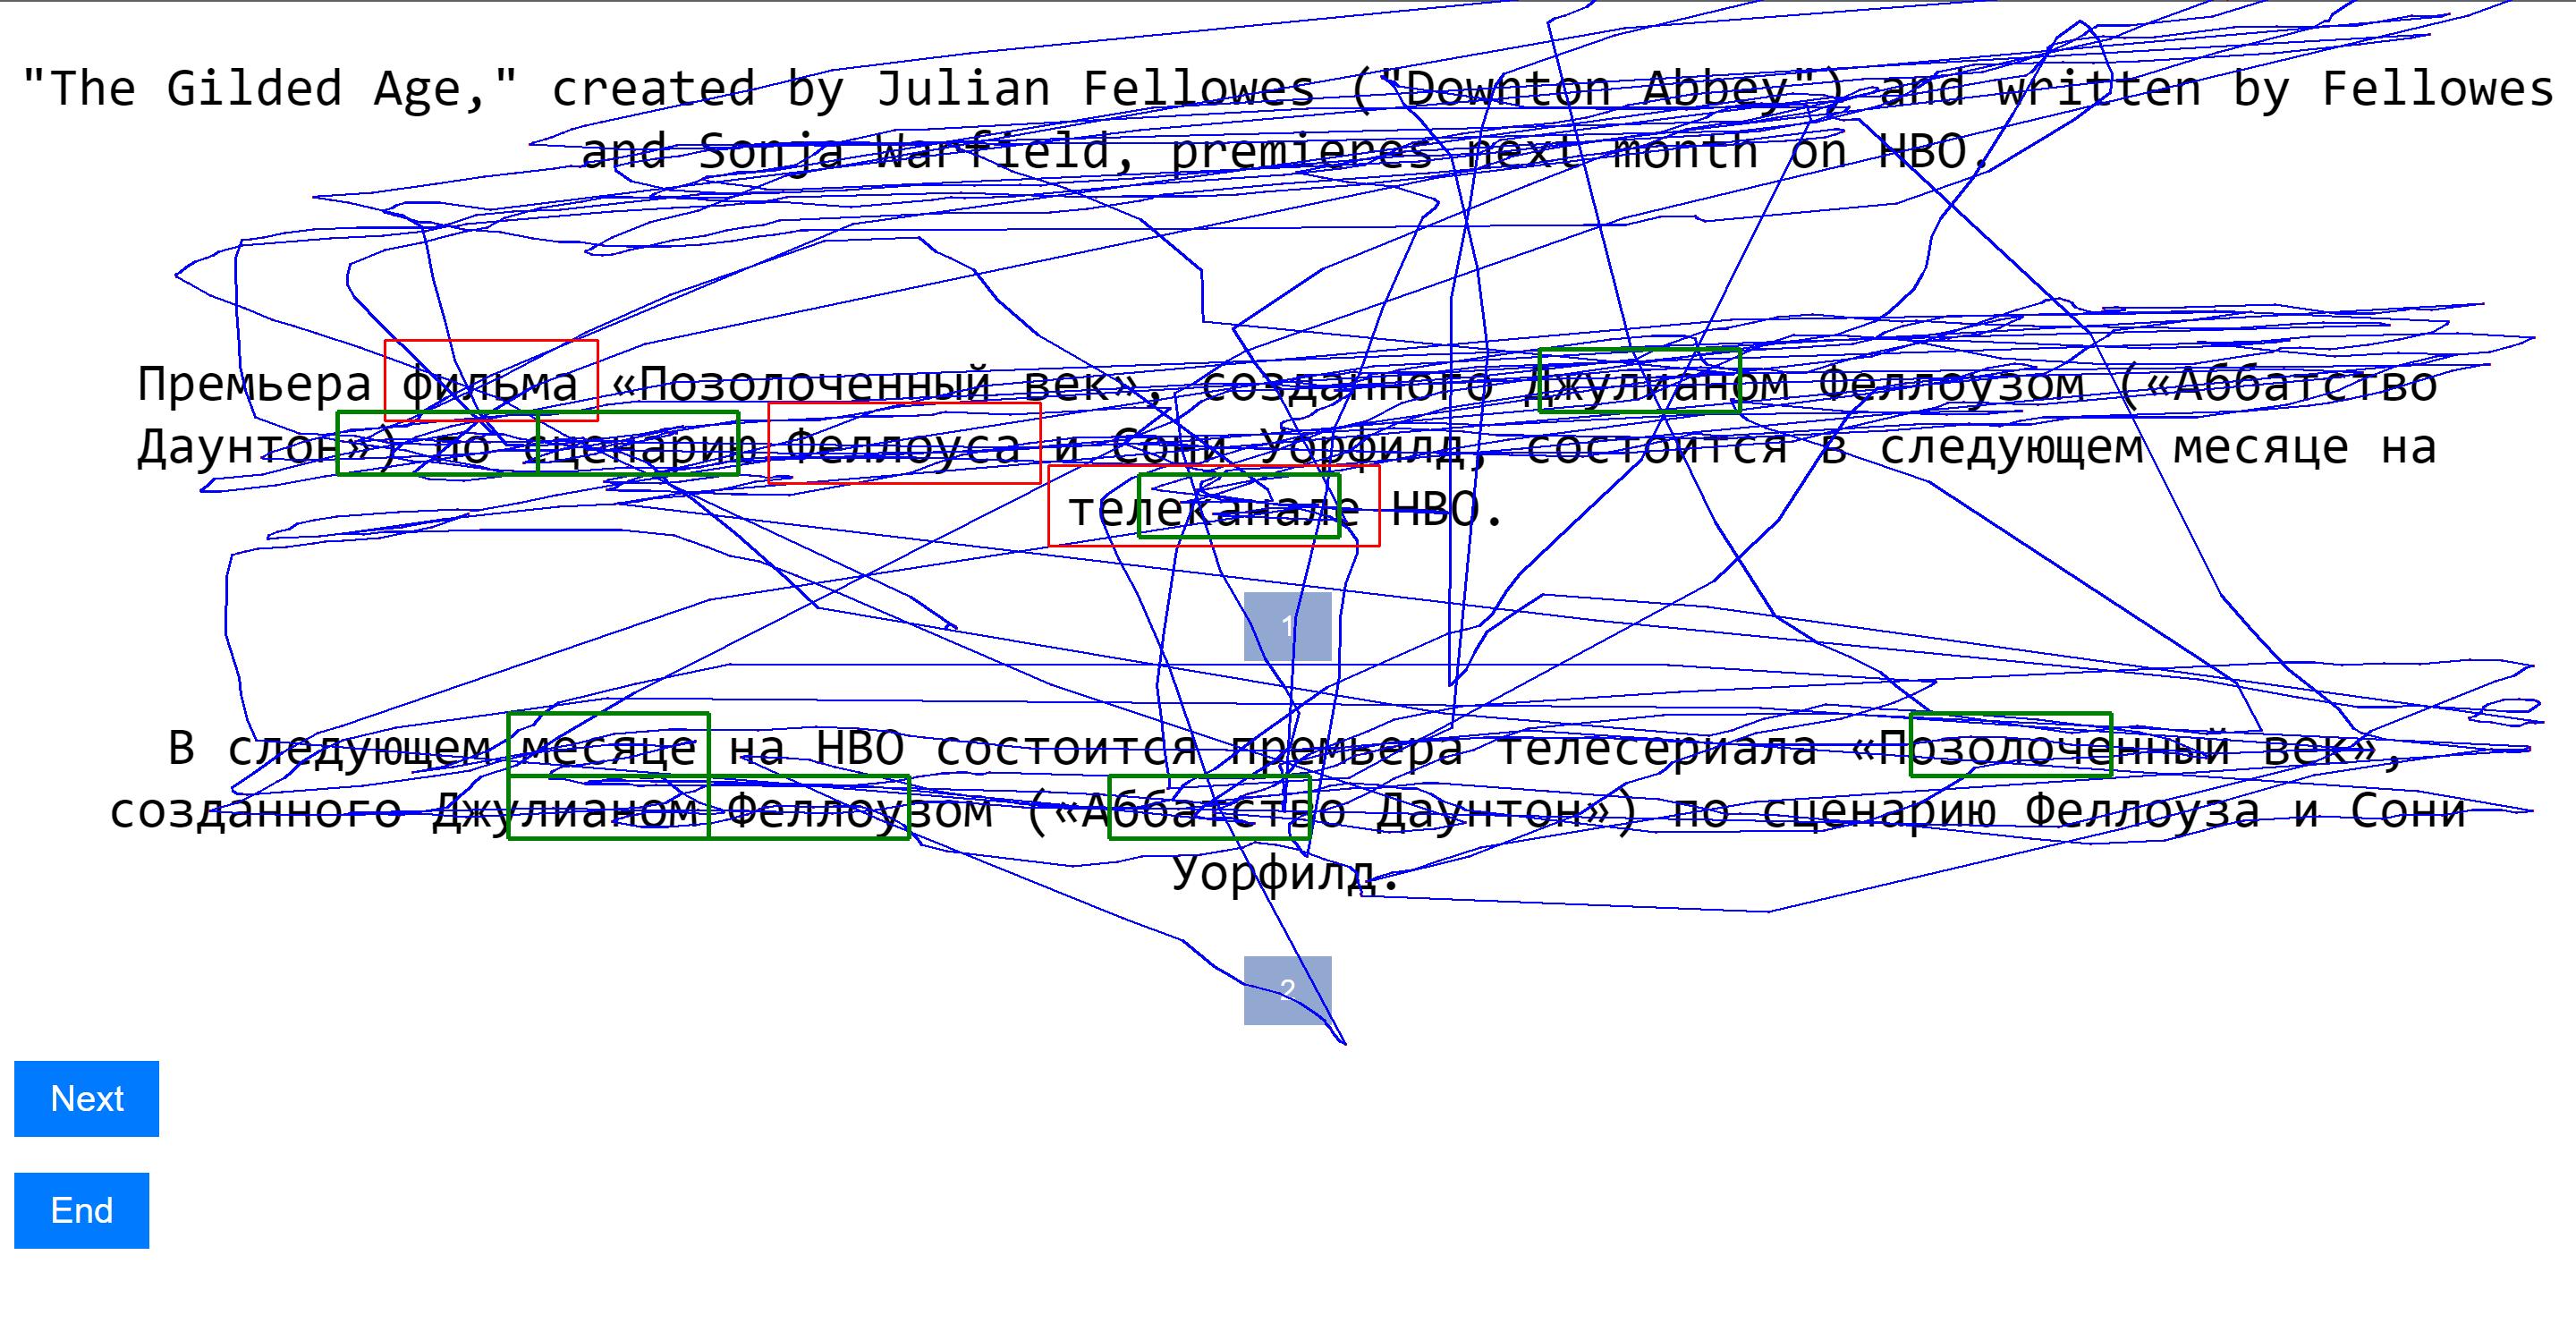 "The Gilded Age," created by Julian Fellowes ("Downton Abbey") and written by Fellowes
and Sonja Warfield, premieres next month on HBO.
Премьера фильма «Позолоченный век», созданного Джулианом Феллоузом («Аббатство
Даунтон») по сценарию Феллоуса и Сони Уорфилд, состоится в следующем месяце на
телеканале HBO.
1
В следующем месяце на HBO состоится премьера телесериала «Позолоченный век»,
созданного Джулианом Феллоузом («Аббатство Даунтон») по сценарию Феллоуза и Сони
Уорфилд.
2
Next
End